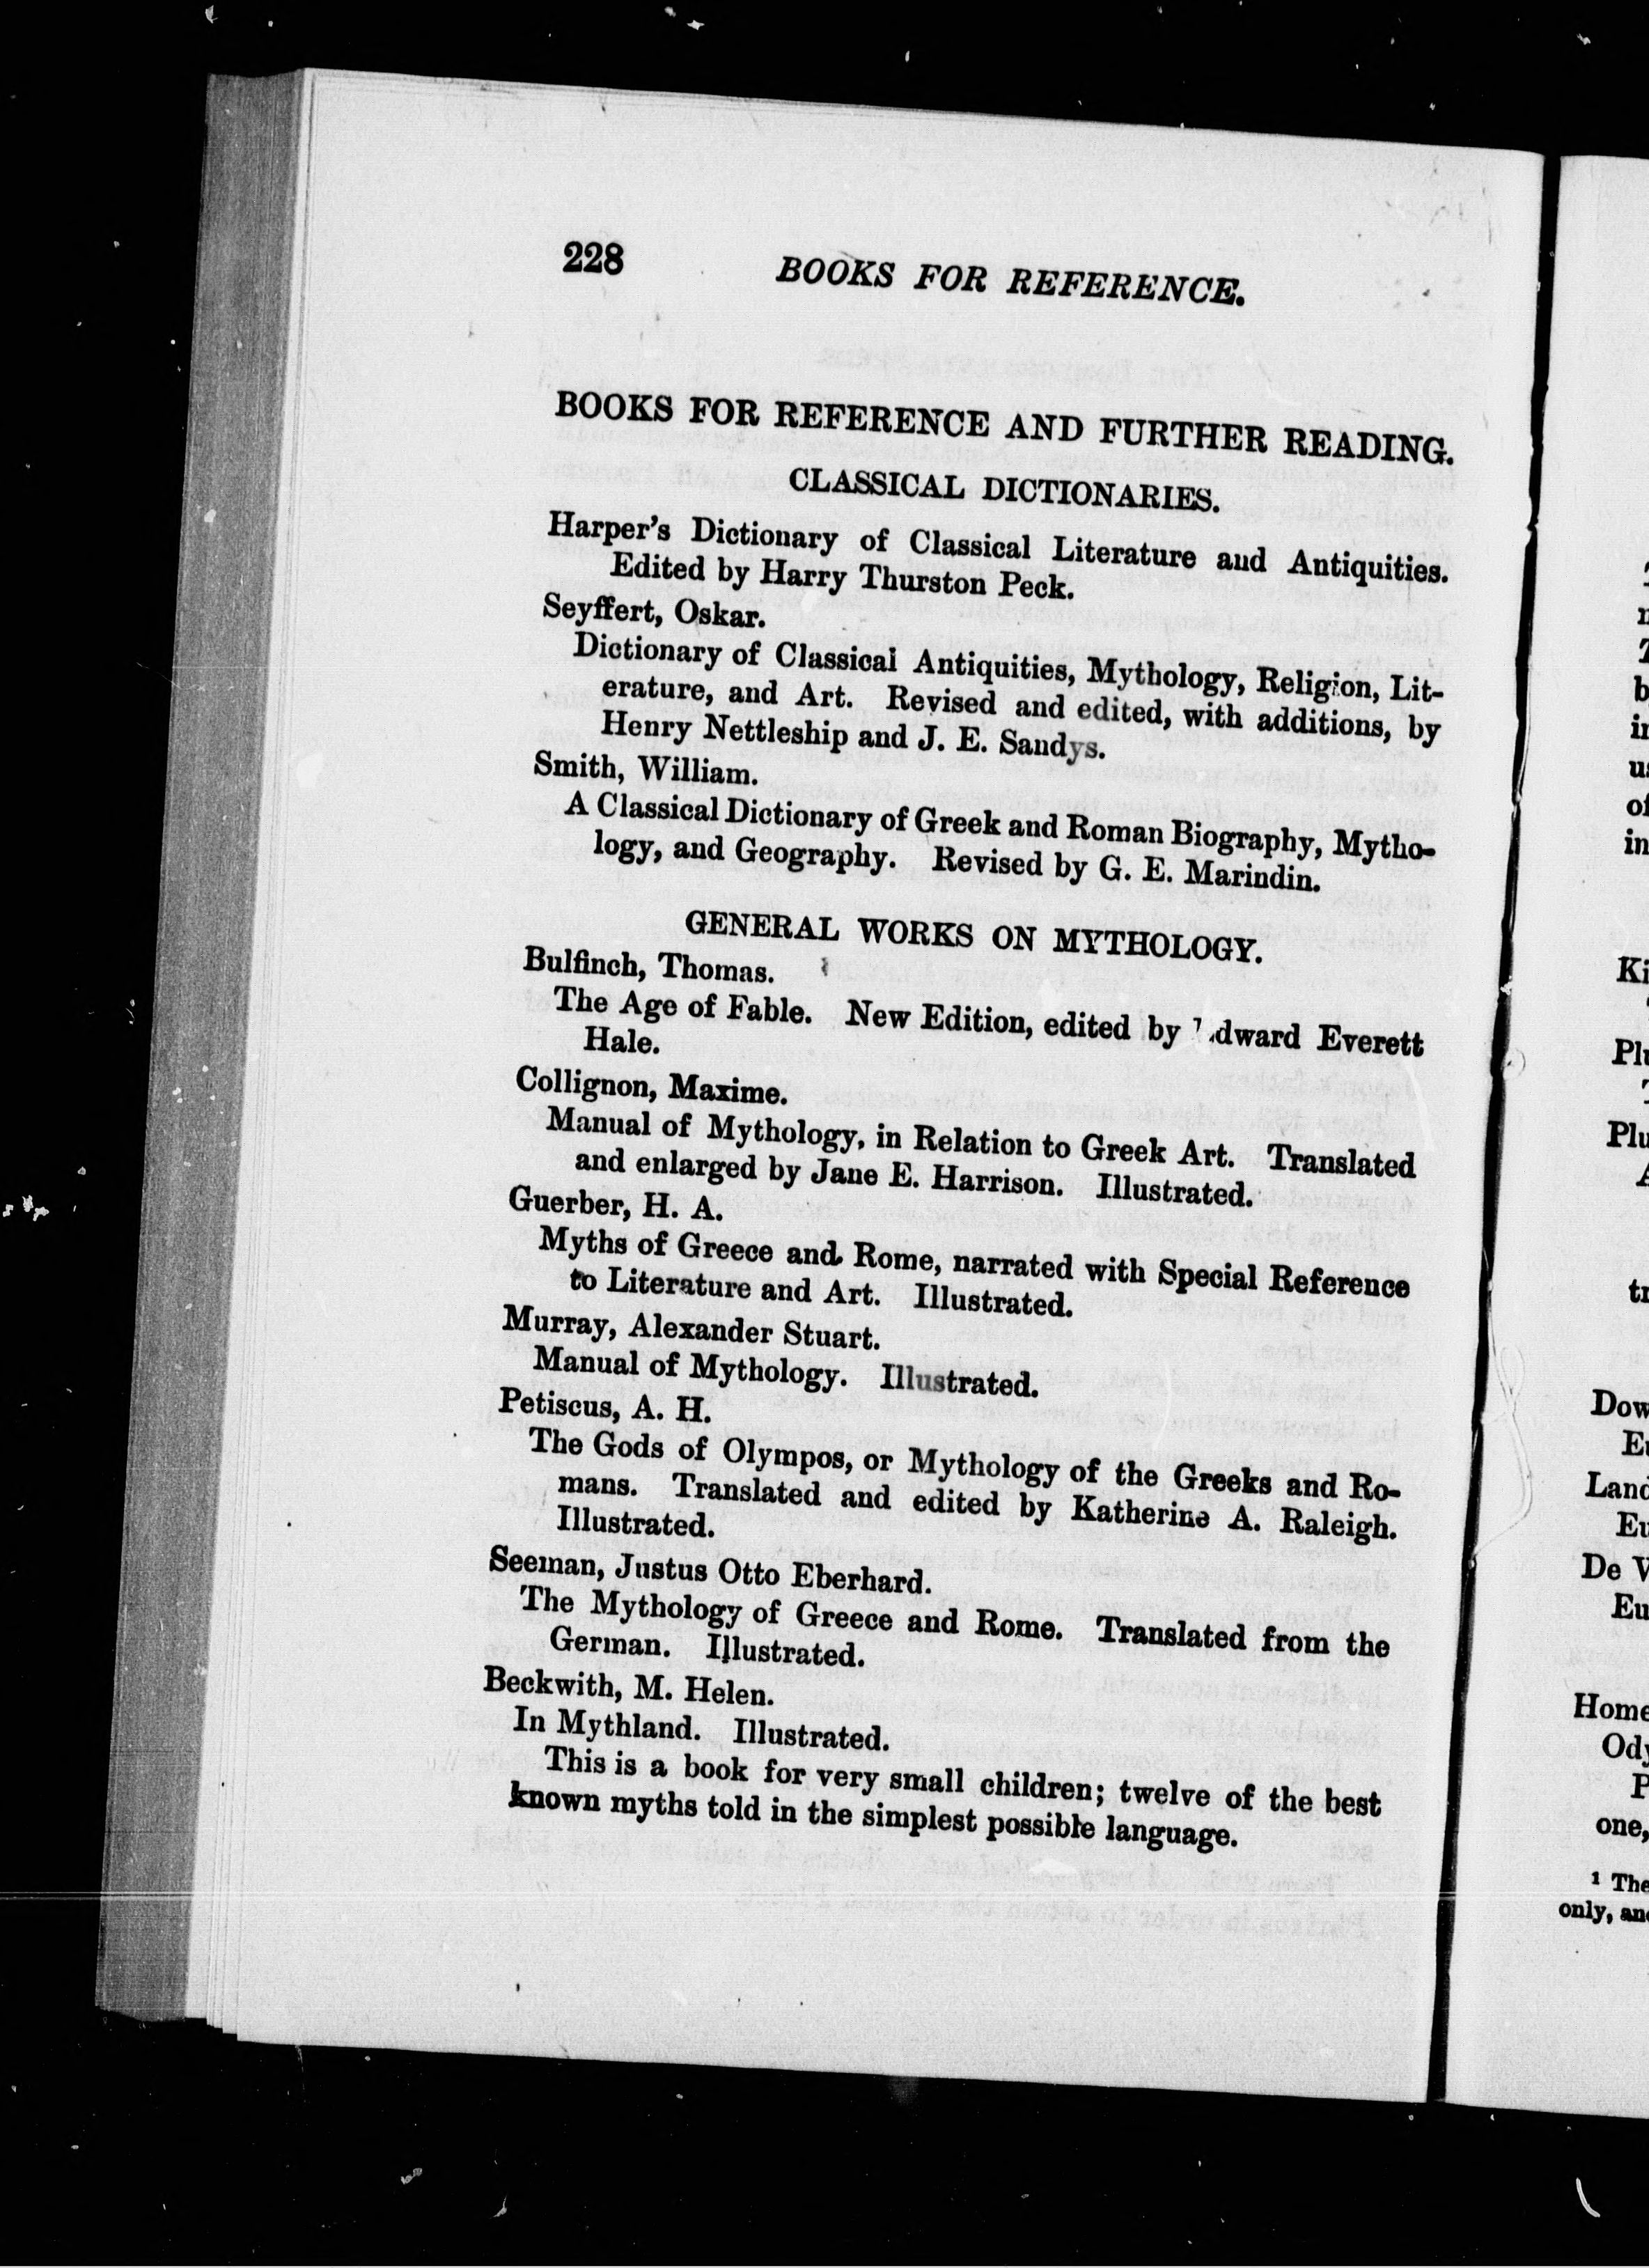 228 BOOKS FOR REFERENCE.
BOOKS FOR REFERENCE AND FURTHER READING.
CLASSICAL DICTIONARIES.
Harper's Dictionary of Classical Literature and Antiquities.
Edited by Harry Thurston Peck.
Seyffert, Oskar.
Dictionary of Classical Antiquities, Mythology, Religion, Lit-
erature, and Art. Revised and edited, with additions, by
Henry Nettleship and J. E. Sandys.
Smith, William.
A Classical Dictionary of Greek and Roman Biography, Mytho-
logy, and Geography. Revised by G. E. Marindin.
GENERAL WORKS ON MYTHOLOGY.
Bulfinch, Thomas.
The Age of Fable. New Edition, edited by Edward Everett
Hale.
Collignon, Maxime.
Manual of Mythology, in Relation to Greek Art. Translated
and enlarged by Jane E. Harrison. Illustrated.
Guerber, H. A.
Myths of Greece and Rome, narrated with Special Reference
to Literature and Art. Illustrated.
Murray, Alexander Stuart.
Manual of Mythology. Illustrated.
Petiscus, A. H.
The Gods of Olympos, or Mythology of the Greeks and Ro-
mans. Translated and edited by Katherine A. Raleigh.
Illustrated.
Seeman, Justus Otto Eberhard.
The Mythology of Greece and Rome. Translated from the
German. Illustrated.
Beckwith, M. Helen.
In Mythland. Illustrated.
This is a book for very small children; twelve of the best
known myths told in the simplest possible language.
one,
1 The
only,